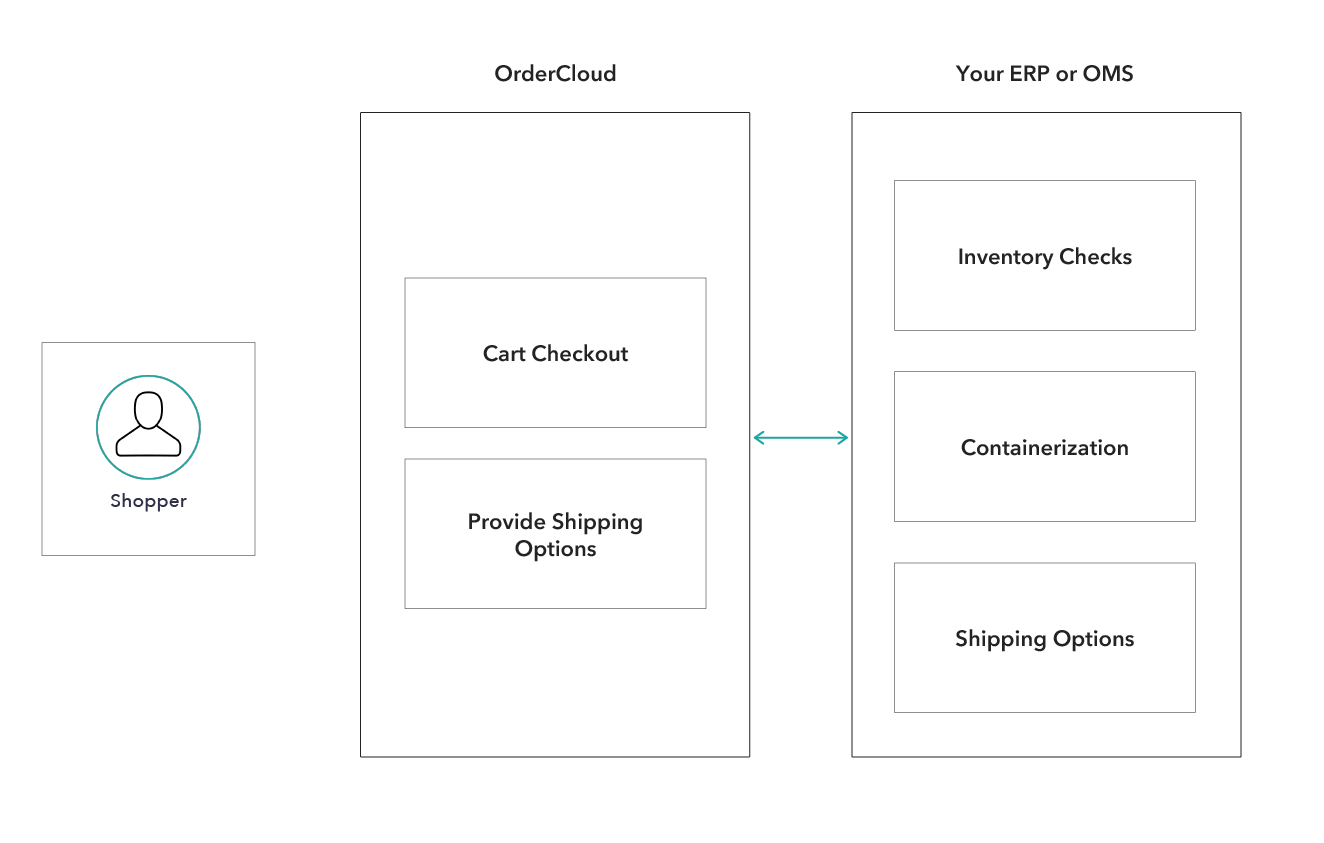 OrderCloud
Your ERP or OMS
Shopper
Cart Checkout
Provide Shipping
Options
Inventory Checks
Containerization
Shipping Options